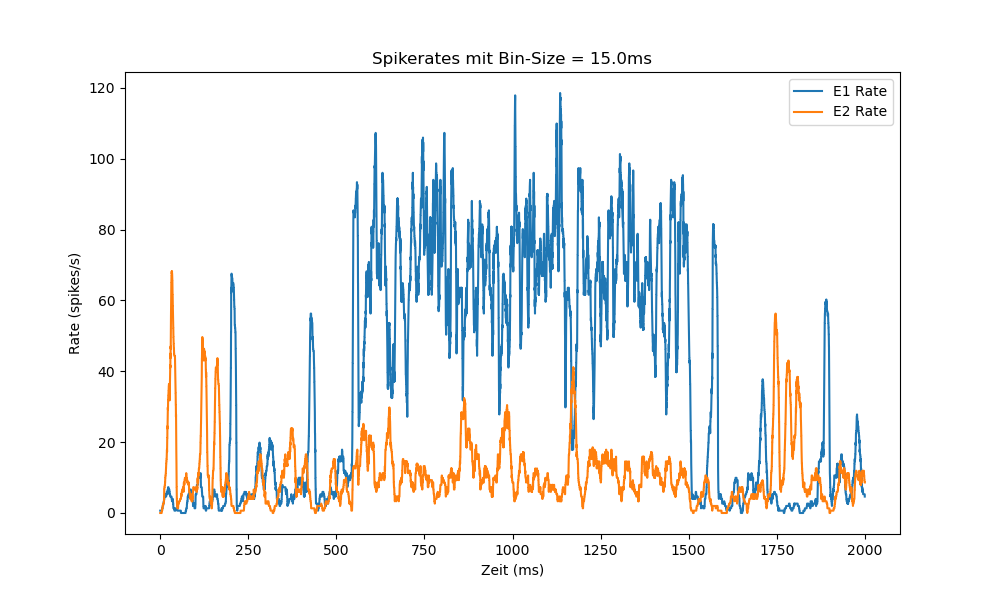 Spikerates mit Bin-Size = 15.0ms
E1 Rate
E2 Rate
Rate (spikes/s)
120
100
80
60
40
20
0
0 250 500 750 1000 1250 1500 1750 2000
Zeit (ms)